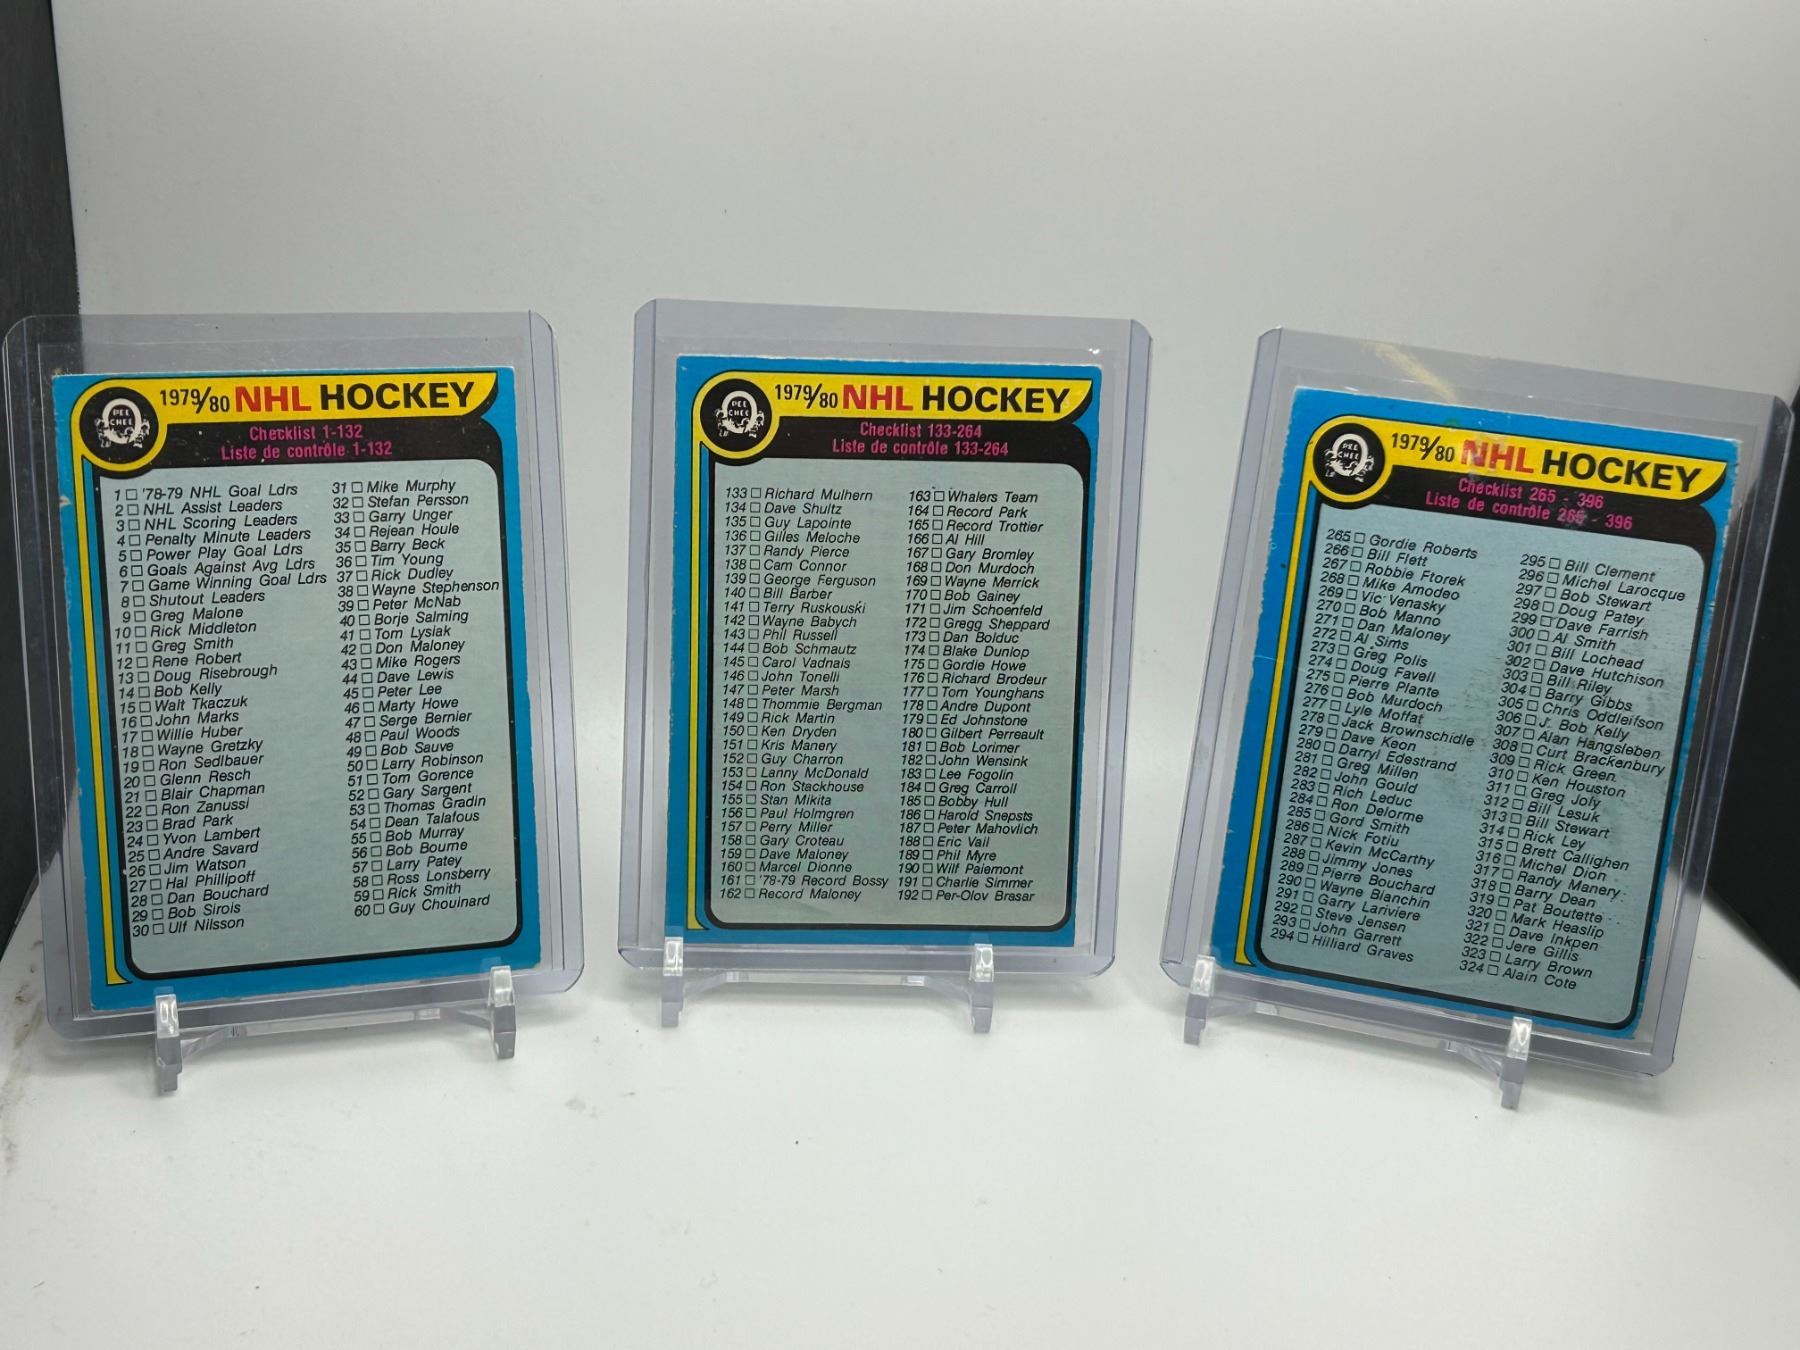 O
PEE
CHEE
1979/80 NHL HOCKEY
Checklist 1-132
Liste de contrôle 1-132
1 □ '78-79 NHL Goal Ldrs
2 □ NHL Assist Leaders
3 □ NHL Scoring Leaders
4 □ Penalty Minute Leaders
5 □ Power Play Goal Ldrs
6 □ Goals Against Avg Ldrs
7 □ Game Winning Goal Ldrs
8 □ Shutout Leaders
9 □ Greg Malone
10 □ Rick Middleton
11 □ Greg Smith
12 □ Rene Robert
13 □ Doug Risebrough
14 □ Bob Kelly
15 □ Walt Tkaczuk
16 □ John Marks
17 □ Willie Huber
18 □ Wayne Gretzky
19 □ Ron Sedlbauer
20 □ Glenn Resch
21 □ Blair Chapman
22 □ Ron Zanussi
23 □ Brad Park
24 □ Yvon Lambert
25 □ Andre Savard
26 □ Jim Watson
27 □ Hal Phillipoff
28 □ Dan Bouchard
29 □ Bob Sirois
30 □ Ulf Nilsson
31 □ Mike Murphy
32 □ Stefan Persson
33 □ Garry Unger
34 □ Rejean Houle
35 □ Barry Beck
36 □ Tim Young
37 □ Rick Dudley
38 □ Wayne Stephenson
39 □ Peter McNab
40 □ Borje Salming
41 □ Tom Lysiak
42 □ Don Maloney
43 □ Mike Rogers
44 □ Dave Lewis
45 □ Peter Lee
46 □ Marty Howe
47 □ Serge Bernier
48 □ Paul Woods
49 □ Bob Sauve
50 □ Larry Robinson
51 □ Tom Gorence
52 □ Gary Sargent
53 □ Thomas Gradin
54 □ Dean Talafous
55 □ Bob Murray
56 □ Bob Bourne
57 □ Larry Patey
58 □ Ross Lonsberry
59 □ Rick Smith
60 □ Guy Chouinard
O
PEE
CHEE
1979/80 NHL HOCKEY
Checklist 133-264
Liste de contrôle 133-264
133 □ Richard Mulhern
134 □ Dave Shultz
135 □ Guy Lapointe
136 □ Gilles Meloche
137 □ Randy Pierce
138 □ Cam Connor
139 □ George Ferguson
140 □ Bill Barber
141 □ Terry Ruskouski
142 □ Wayne Babych
143 □ Phil Russell
144 □ Bob Schmautz
145 □ Carol Vadnais
146 □ John Tonelli
147 □ Peter Marsh
148 □ Thommie Bergman
149 □ Rick Martin
150 □ Ken Dryden
151 □ Kris Manery
152 □ Guy Charron
153 □ Lanny McDonald
154 □ Ron Stackhouse
155 □ Stan Mikita
156 □ Paul Holmgren
157 □ Perry Miller
158 □ Gary Croteau
159 □ Dave Maloney
160 □ Marcel Dionne
161 □ '78-79 Record Bossy
162 □ Record Maloney
163 □ Whalers Team
164 □ Record Park
165 □ Record Trottier
166 □ Al Hill
167 □ Gary Bromley
168 □ Don Murdoch
169 □ Wayne Merrick
170 □ Bob Gainey
171 □ Jim Schoenfeld
172 □ Gregg Sheppard
173 □ Dan Bolduc
174 □ Blake Dunlop
175 □ Gordie Howe
176 □ Richard Brodeur
177 □ Tom Younghans
178 □ Andre Dupont
179 □ Ed Johnstone
180 □ Gilbert Perreault
181 □ Bob Lorimer
182 □ John Wensink
183 □ Lee Fogolin
184 □ Greg Carroll
185 □ Bobby Hull
186 □ Harold Snepsts
187 □ Peter Mahovlich
188 □ Eric Vail
189 □ Phil Myre
190 □ Wilf Paiemont
191 □ Charlie Simmer
192 □ Per-Olov Brasar
O
PEE
CHEE
1979/80 NHL HOCKEY
Checklist 265 - 396
Liste de contrôle 265 - 396
265 □ Gordie Roberts
266 □ Bill Flett
267 □ Robbie Ftorek
268 □ Mike Amodeo
269 □ Vic Venasky
270 □ Bob Manno
271 □ Dan Maloney
272 □ Al Sims
273 □ Greg Polis
274 □ Doug Favell
275 □ Pierre Plante
276 □ Bob Murdoch
277 □ Lyle Moffat
278 □ Jack Brownschidle
279 □ Dave Keon
280 □ Darryl Edestrand
281 □ Greg Millen
282 □ John Gould
283 □ Rich Leduc
284 □ Ron Delorme
285 □ Gord Smith
286 □ Nick Fotiu
287 □ Kevin McCarthy
288 □ Jimmy Jones
289 □ Pierre Bouchard
290 □ Wayne Bianchin
291 □ Garry Lariviere
292 □ Steve Jensen
293 □ John Garrett
294 □ Hilliard Graves
295 □ Bill Clement
296 □ Michel Larocque
297 □ Bob Stewart
298 □ Doug Patey
299 □ Dave Farrish
300 □ Al Smith
301 □ Bill Lochead
302 □ Dave Hutchison
303 □ Bill Riley
304 □ Barry Gibbs
305 □ Chris Oddleifson
306 □ J. Bob Kelly
307 □ Alan Hangsleben
308 □ Curt Brackenbury
309 □ Rick Green
310 □ Ken Houston
311 □ Greg Joly
312 □ Bill Lesuk
313 □ Bill Stewart
314 □ Rick Ley
315 □ Brett Callighen
316 □ Michel Dion
317 □ Randy Manery
318 □ Barry Dean
319 □ Pat Boutette
320 □ Mark Heaslip
321 □ Dave Inkpen
322 □ Jere Gillis
323 □ Larry Brown
324 □ Alain Cote